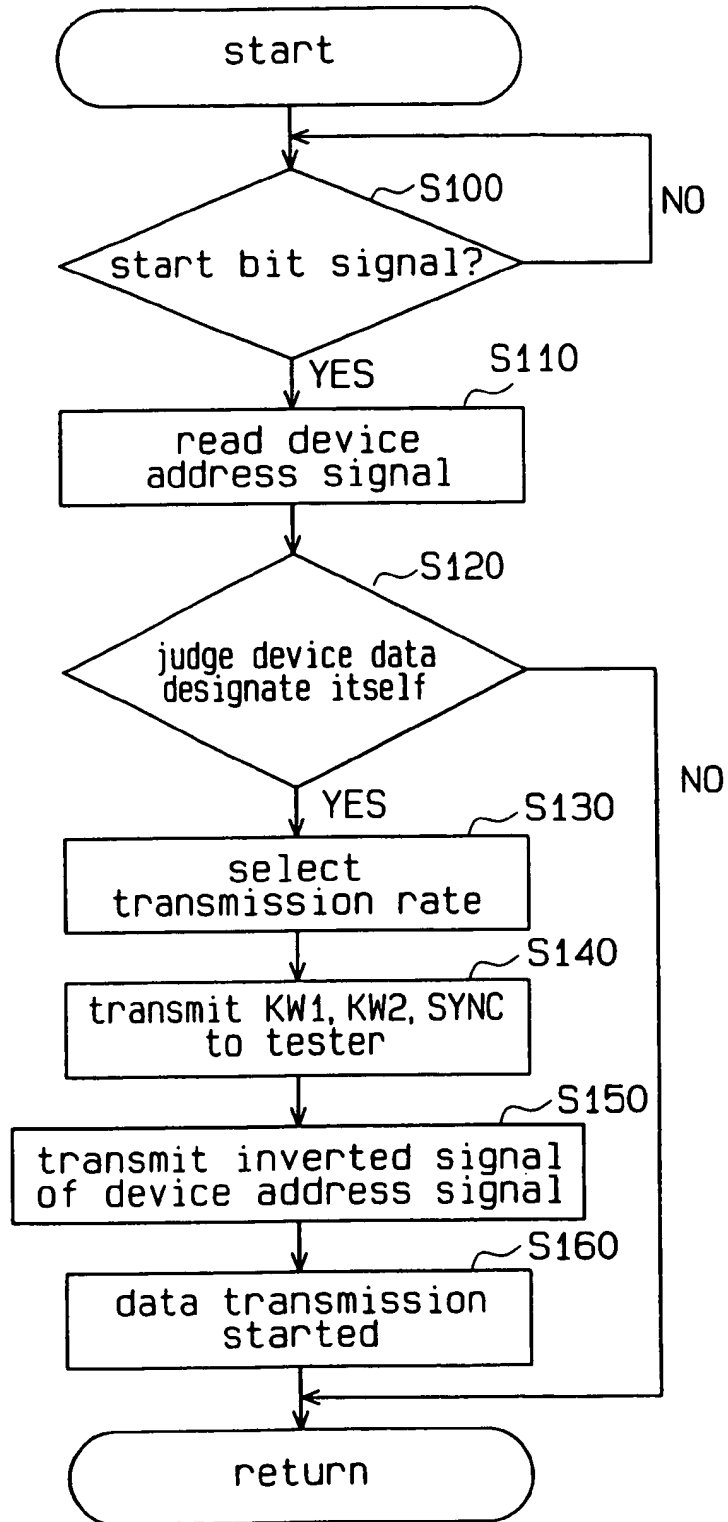 start
S100
NO
start bit signal?
YES
S110
read device
address signal
S120
judge device data
designate itself
NO
YES
S130
select
transmission rate
S140
transmit KW1, KW2, SYNC
to tester
S150
transmit inverted signal
of device address signal
S160
data transmission
started
return